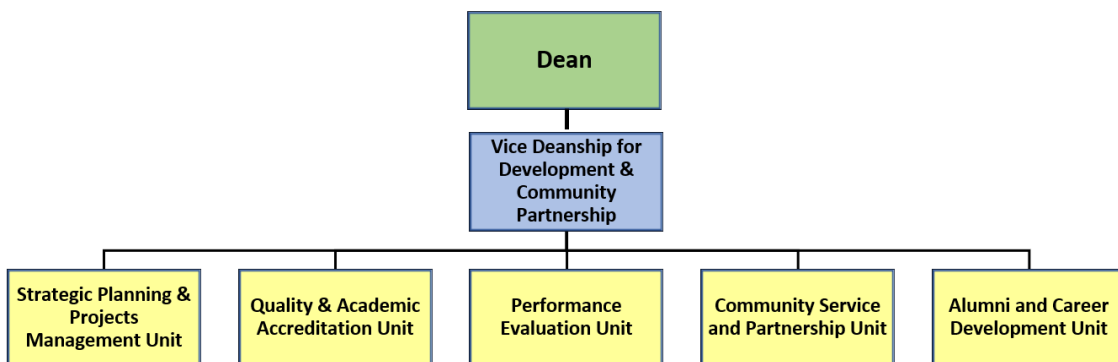 Dean
Vice Deanship for
Development &
Community
Partnership
Strategic Planning &
Projects
Management Unit
Quality & Academic
Accreditation Unit
Performance
Evaluation Unit
Community Service
and Partnership Unit
Alumni and Career
Development Unit